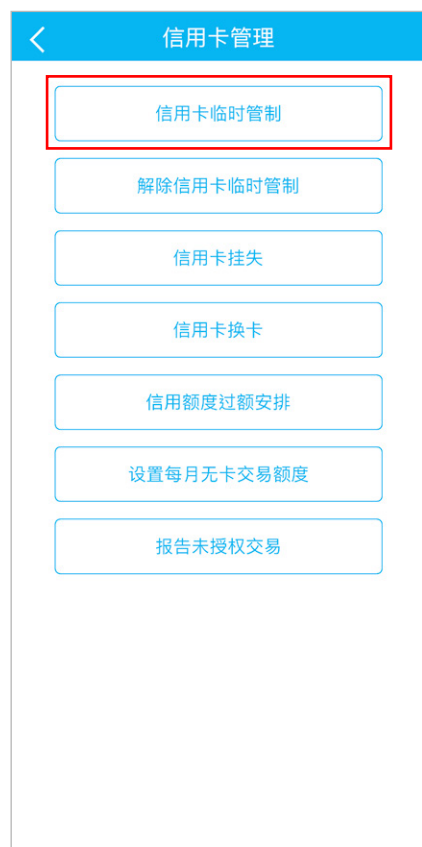 信用卡管理
信用卡临时管制
解除信用卡临时管制
信用卡挂失
信用卡换卡
信用额度过额安排
设置每月无卡交易额度
报告未授权交易